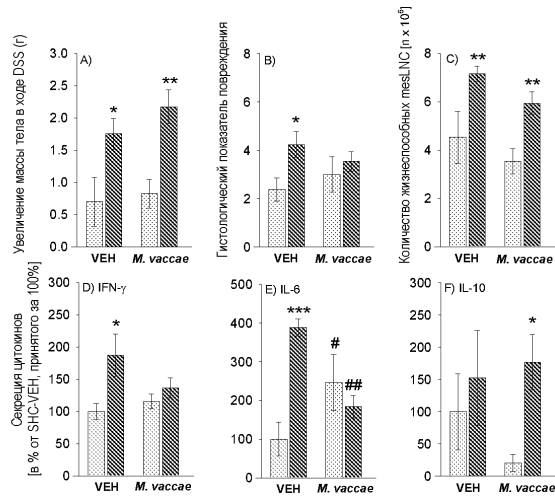 Увеличение массы тела в ходе DSS (г)
3.0
2.5
2.0
1.5
1.0
0.5
0.0
A)
*
**
VEH
M. vaccae
Гистологический показатель повреждения
8
6
4
2
0
B)
*
VEH
M. vaccae
Количество жизнеспособных mesLNC [n x 10⁶]
8
6
4
2
0
C)
**
**
VEH
M. vaccae
Секреция цитокинов
[в % от SHC-VEH, принятого за 100%]
300
250
200
150
100
50
0
D) IFN-γ
*
VEH
M. vaccae
500
400
300
200
100
0
E) IL-6
***
#
##
VEH
M. vaccae
300
250
200
150
100
50
0
F) IL-10
*
VEH
M. vaccae